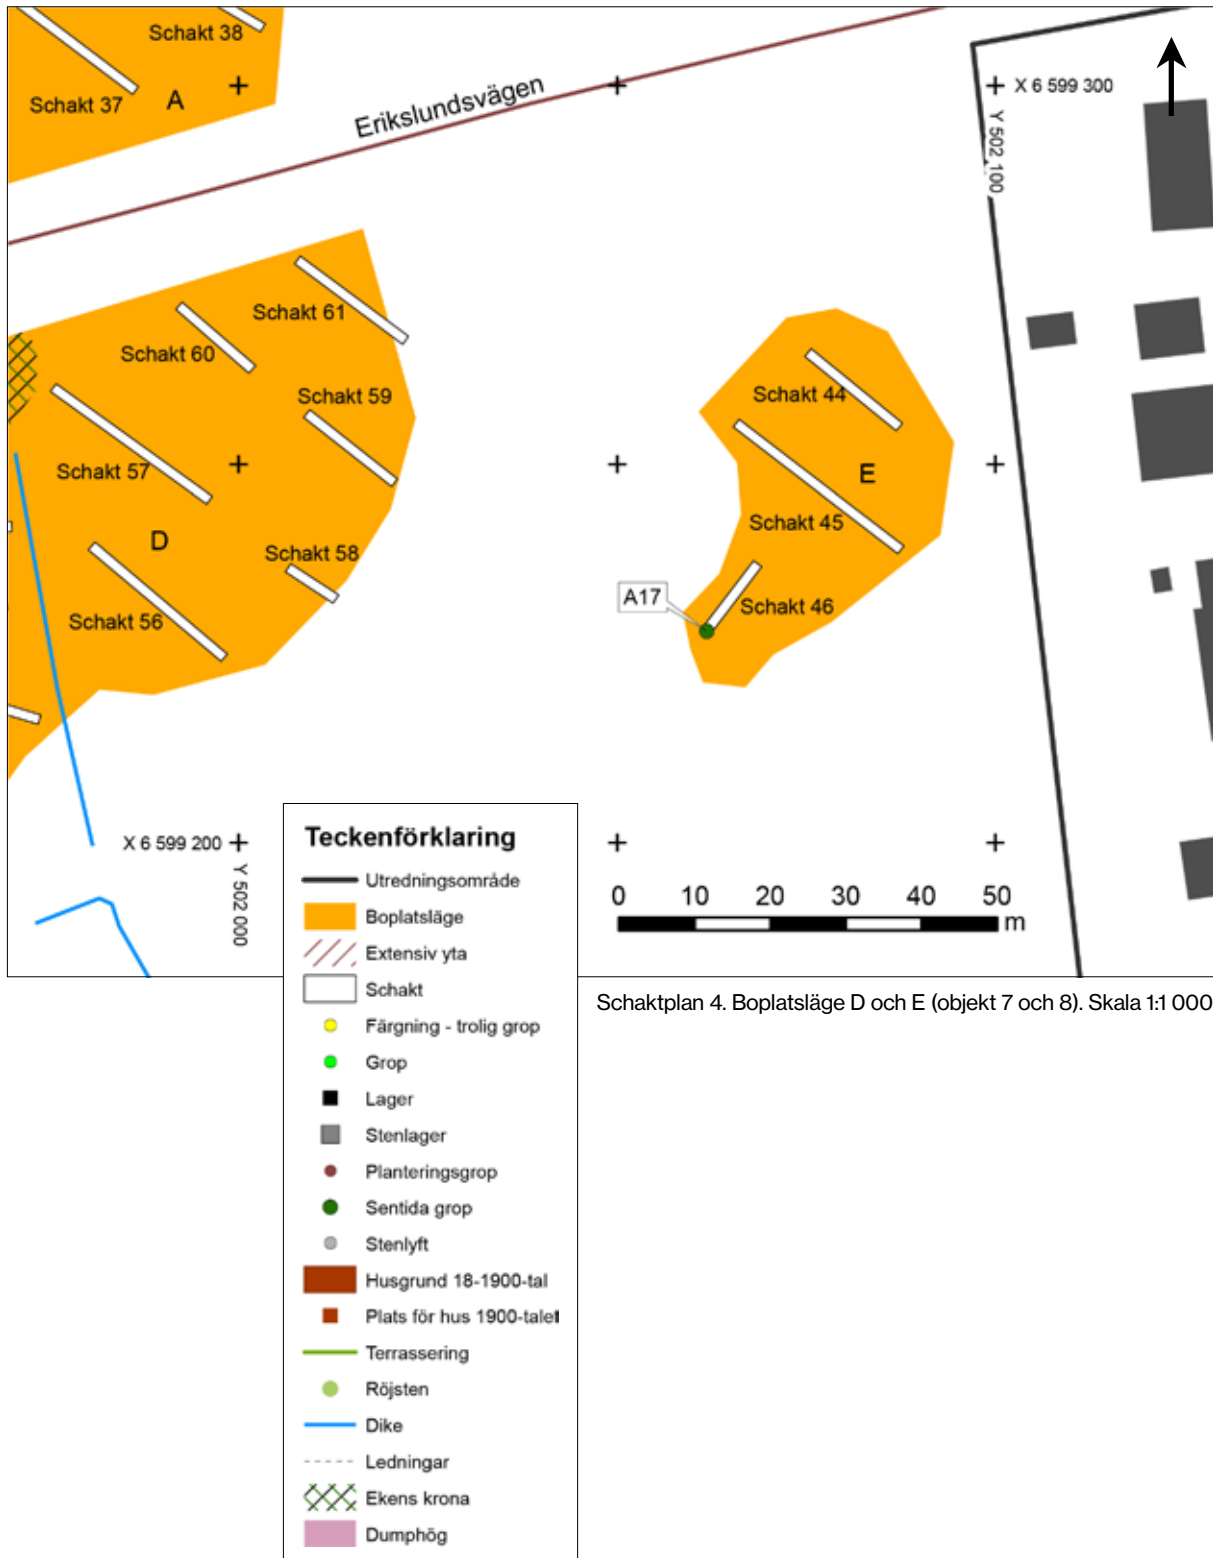 Schakt 38
Schakt 37
A
Erikslundsvägen
X 6 599 300
Y 502 100
Schakt 61
Schakt 60
Schakt 59
Schakt 57
D
Schakt 58
Schakt 56
Schakt 44
E
Schakt 45
A17
Schakt 46
X 6 599 200
Y 502 000
0 10 20 30 40 50
m
Teckenförklaring
Utredningsområde
Boplatsläge
Extensiv yta
Schakt
Färgning - trolig grop
Grop
Lager
Stenlager
Planteringsgrop
Sentida grop
Stenlyft
Husgrund 18-1900-tal
Plats för hus 1900-talet
Terrassering
Röjsten
Dike
Ledningar
Ekens krona
Dumphög
Schaktplan 4. Boplatsläge D och E (objekt 7 och 8). Skala 1:1 000